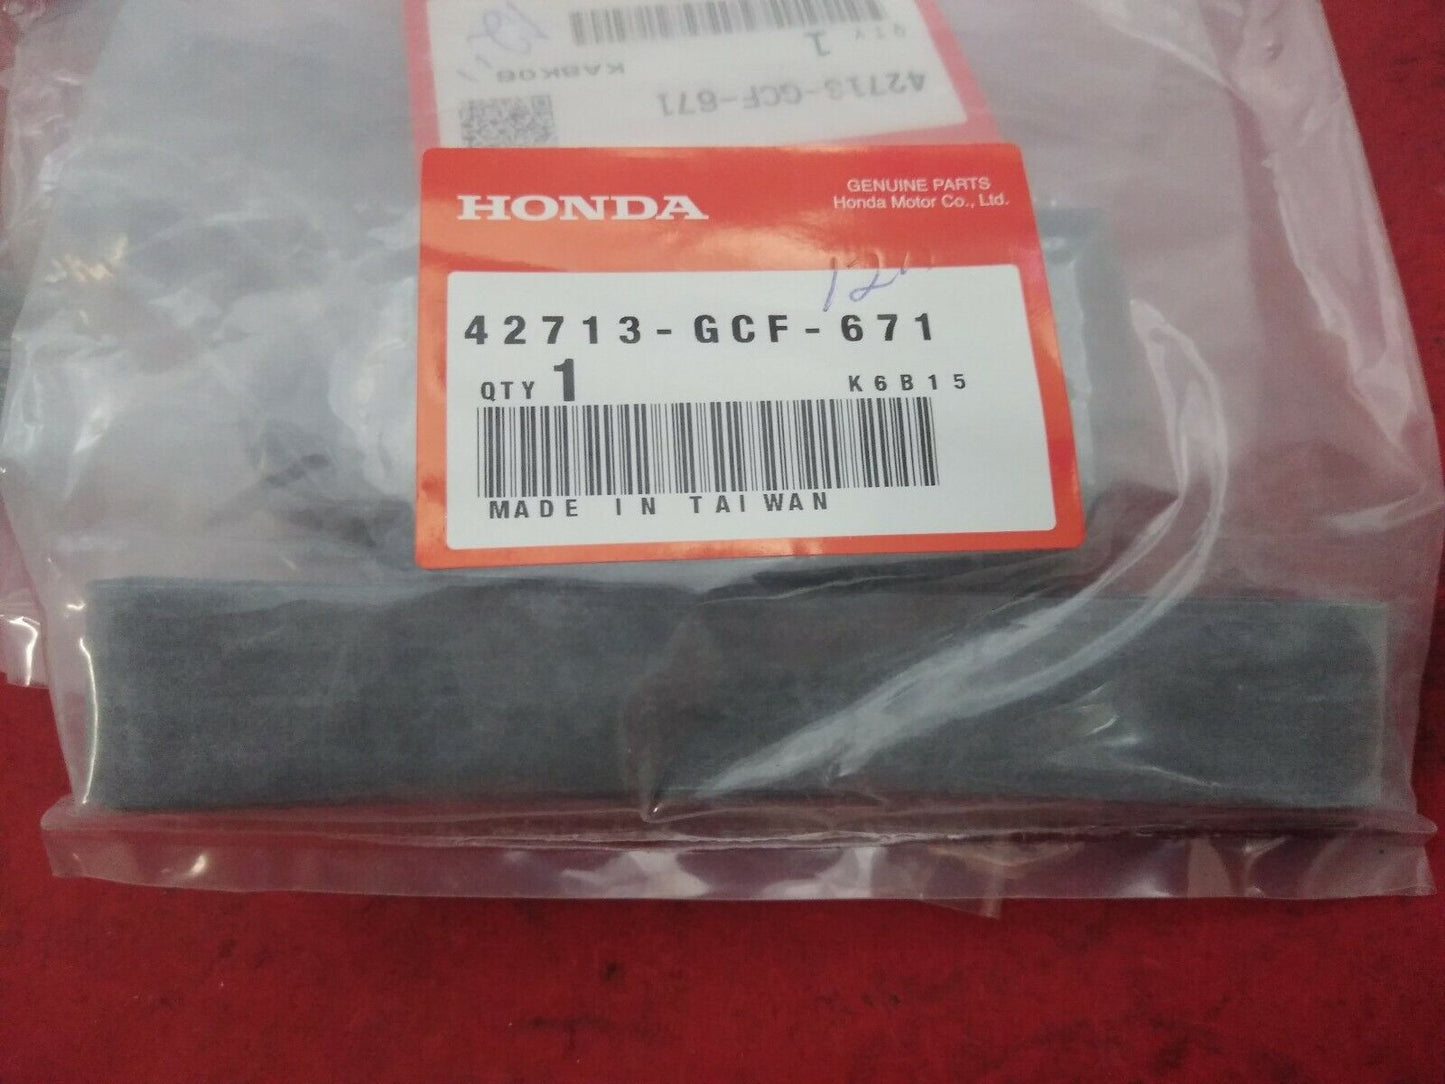 QTY 1
42713-GCF-671
HONDA
GENUINE PARTS
Honda Motor Co., Ltd.
42713-GCF-671
QTY 1
K6B15
MADE IN TAIWAN